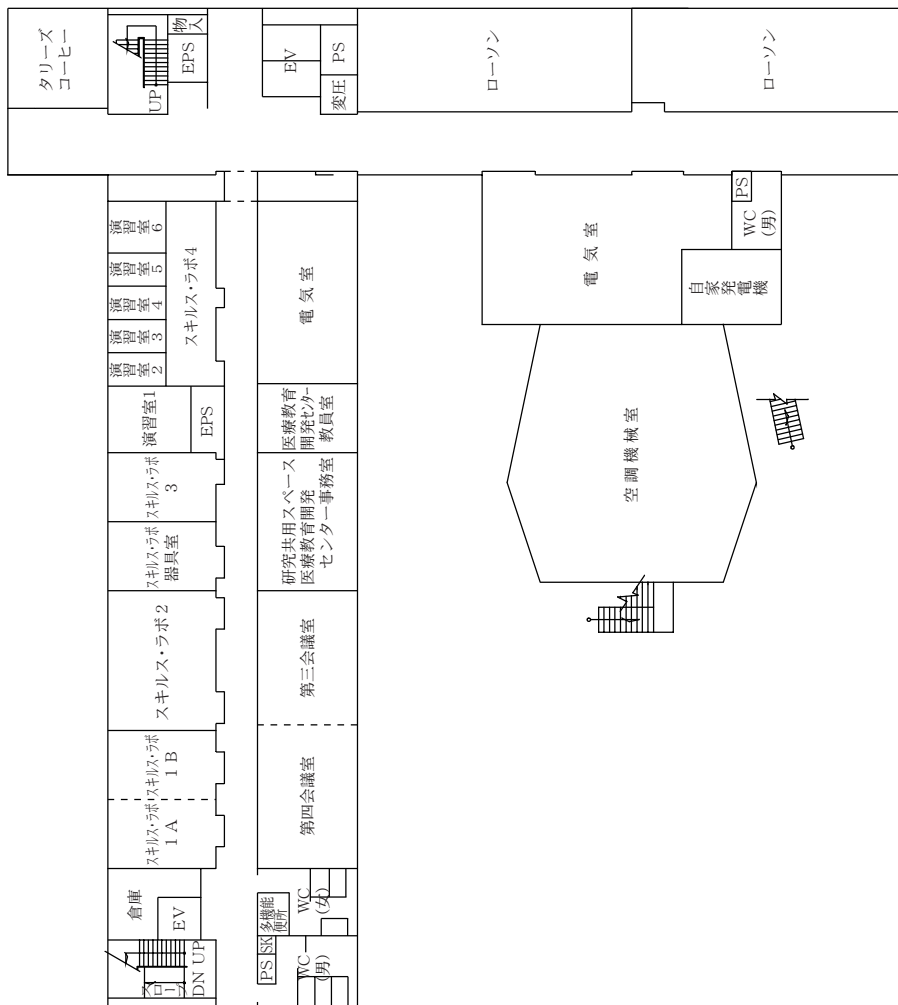 タリーズ
コーヒー
UP
物入
EPS
EV
PS
変圧
ローソン
ローソン
演習室
6
演習室
5
演習室
4
演習室
3
演習室
2
スキルス・ラボ4
演習室1
EPS
スキルス・ラボ
3
スキルス・ラボ
器具室
スキルス・ラボ2
スキルス・ラボ
1B
スキルス・ラボ
1A
倉庫
EV
スロープ
DN UP
電気室
医療教育
開発センター
教員室
研究共用スペース
医療教育開発
センター事務室
第三会議室
第四会議室
多機能
便所
WC
(女)
PS
SK
WC
(男)
電気室
PS
WC
(男)
自家発電機
空調機械室